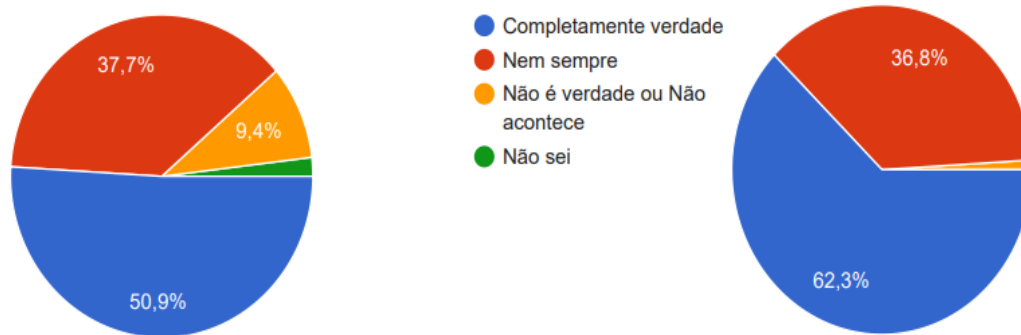 37,7%
9,4%
50,9%
Completamente verdade
Nem sempre
Não é verdade ou Não
acontece
Não sei
36,8%
62,3%